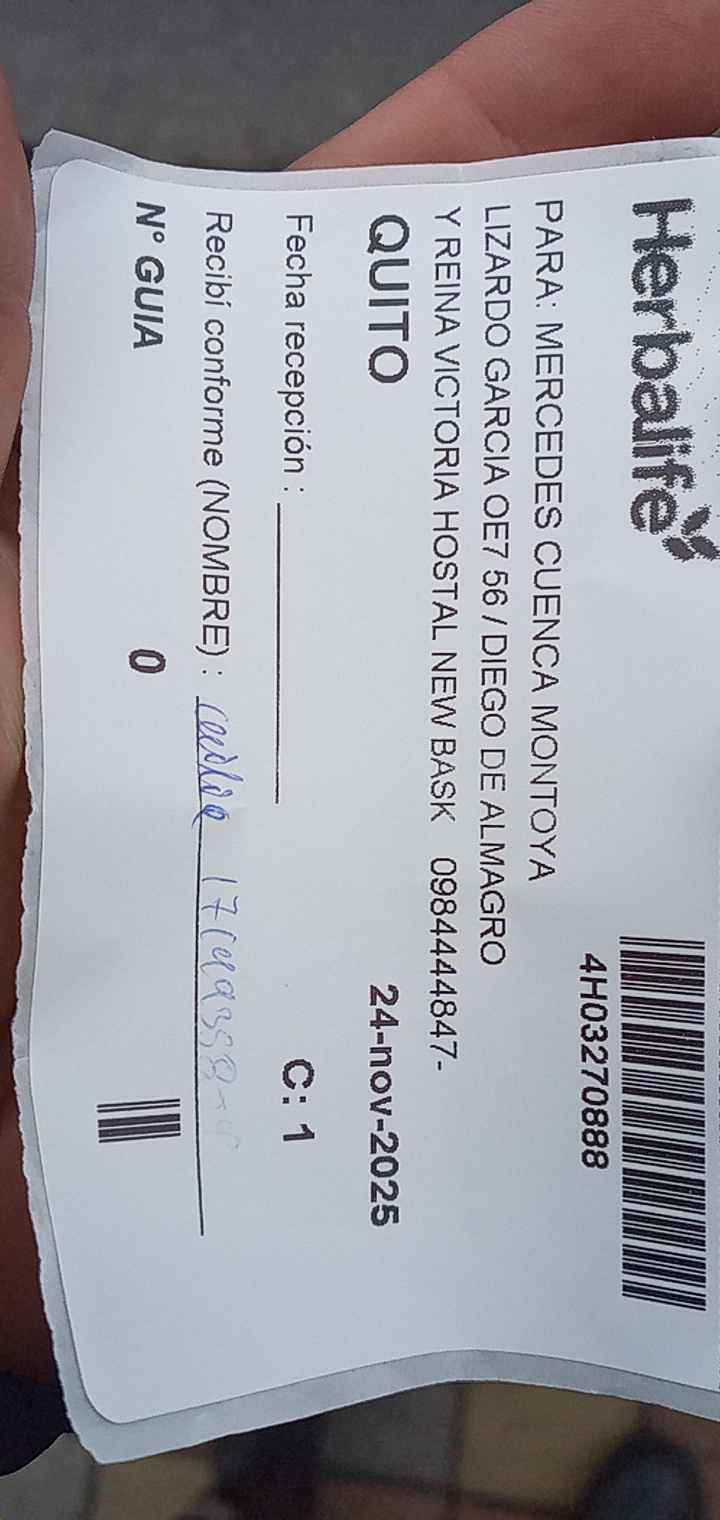 Herbalife
4H03270888
PARA: MERCEDES CUENCA MONTOYA
LIZARDO GARCIA OE7 56 / DIEGO DE ALMAGRO
Y REINA VICTORIA HOSTAL NEW BASK 0984444847-
QUITO 24-nov-2025
Fecha recepción : C: 1
Recibí conforme (NOMBRE) :
N° GUIA 0